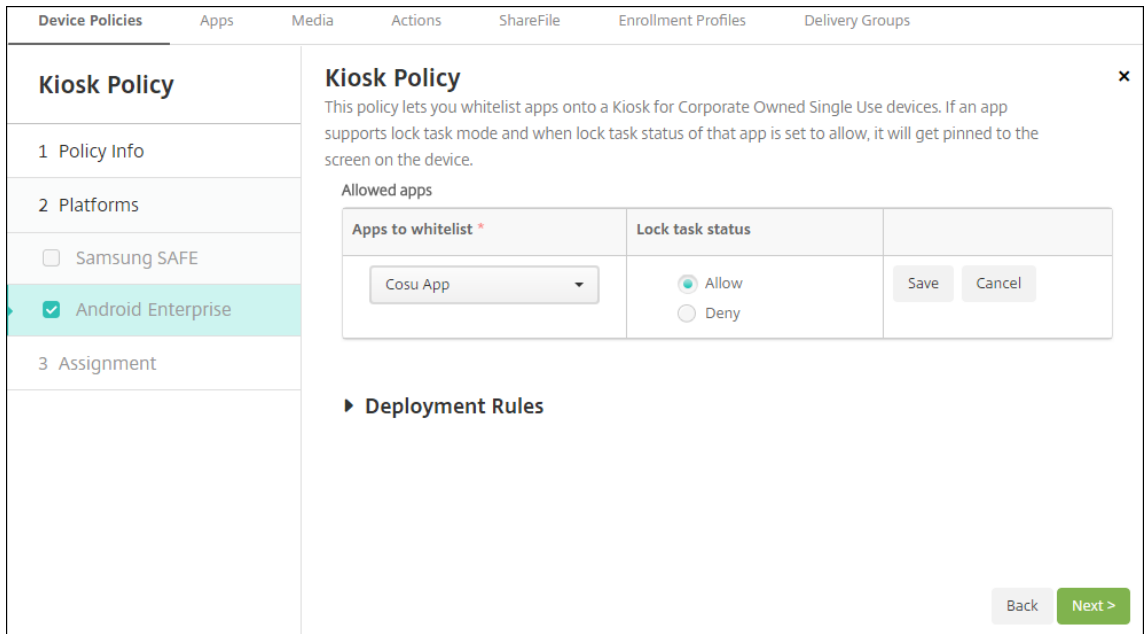 Device Policies Apps Media Actions ShareFile Enrollment Profiles Delivery Groups
Kiosk Policy
1 Policy Info
2 Platforms
Samsung SAFE
Android Enterprise
3 Assignment
Kiosk Policy
This policy lets you whitelist apps onto a Kiosk for Corporate Owned Single Use devices. If an app
supports lock task mode and when lock task status of that app is set to allow, it will get pinned to the
screen on the device.
Allowed apps
Apps to whitelist * Lock task status
Cosu App Allow Save Cancel
Deny
Deployment Rules
Back Next >